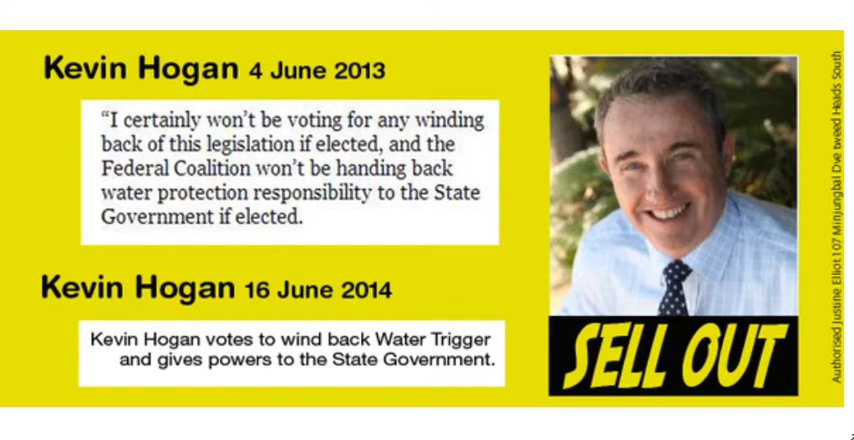 Kevin Hogan 4 June 2013
“I certainly won’t be voting for any winding
back of this legislation if elected, and the
Federal Coalition won’t be handing back
water protection responsibility to the State
Government if elected.
Kevin Hogan 16 June 2014
Kevin Hogan votes to wind back Water Trigger
and gives powers to the State Government.
SELL OUT
Authorised Justine Elliot 107 Minjungbal Dve tweed Heads South